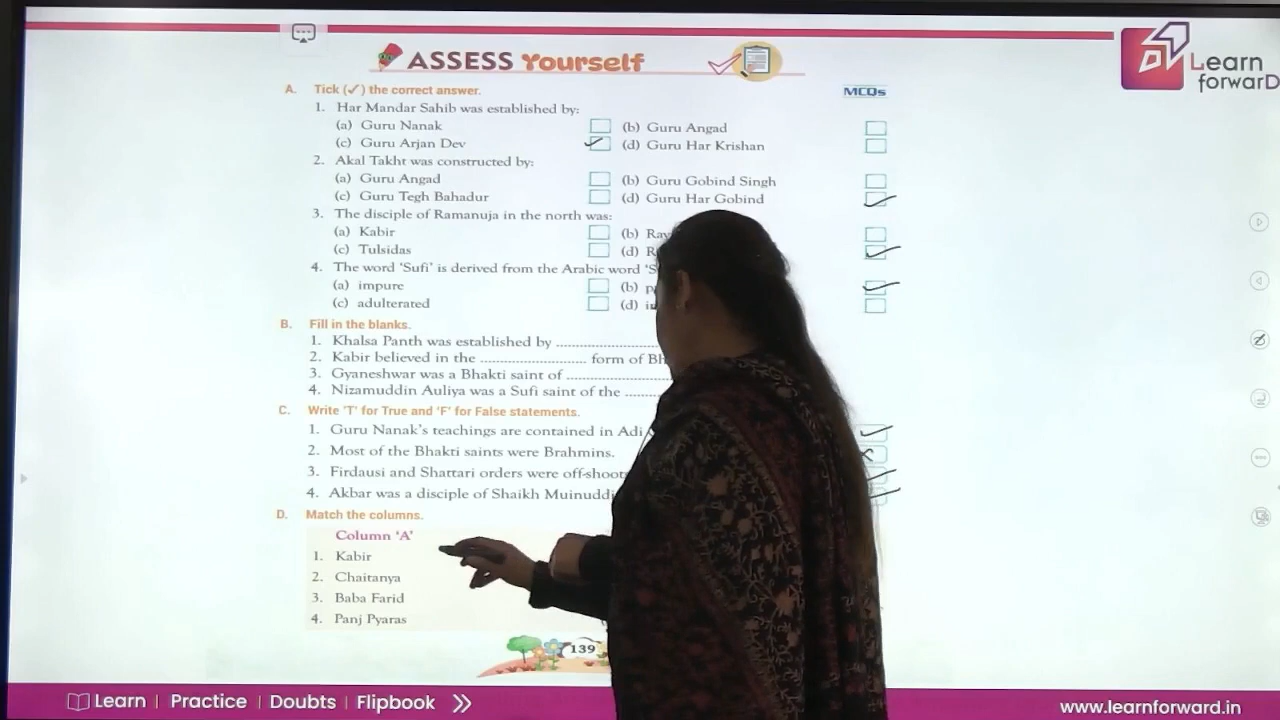 ASSESS Yourself
Learn
forwarD
A. Tick (✓) the correct answer. MCQs
1. Har Mandar Sahib was established by:
(a) Guru Nanak (b) Guru Angad
(c) Guru Arjan Dev (d) Guru Har Krishan
2. Akal Takht was constructed by:
(a) Guru Angad (b) Guru Gobind Singh
(c) Guru Tegh Bahadur (d) Guru Har Gobind
3. The disciple of Ramanuja in the north was:
(a) Kabir (b)
(c) Tulsidas (d)
4. The word 'Sufi' is derived from the Arabic word
(a) impure (b)
(c) adulterated (d)
B. Fill in the blanks.
1. Khalsa Panth was established by ....................
2. Kabir believed in the .................... form of
3. Gyaneshwar was a Bhakti saint of ....................
4. Nizamuddin Auliya was a Sufi saint of the ........
C. Write 'T' for True and 'F' for False statements.
1. Guru Nanak's teachings are contained in Adi
2. Most of the Bhakti saints were Brahmins.
3. Firdausi and Shattari orders were
4. Akbar was a disciple of Shaikh
D. Match the columns.
Column 'A'
1. Kabir
2. Chaitanya
3. Baba Farid
4. Panj Pyaras
139
Learn | Practice | Doubts | Flipbook
www.learnforward.in